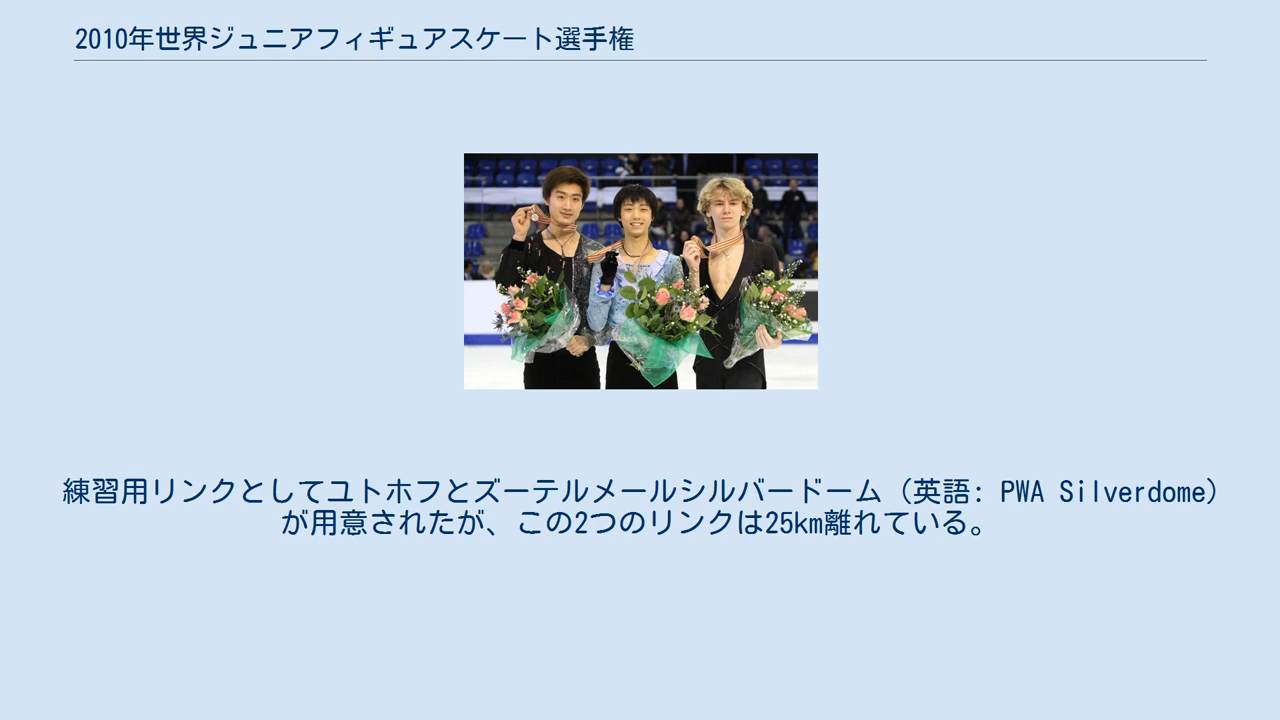 2010年世界ジュニアフィギュアスケート選手権
練習用リンクとしてユトホフとズーテルメールシルバードーム（英語: PWA Silverdome）
が用意されたが、この2つのリンクは25km離れている。